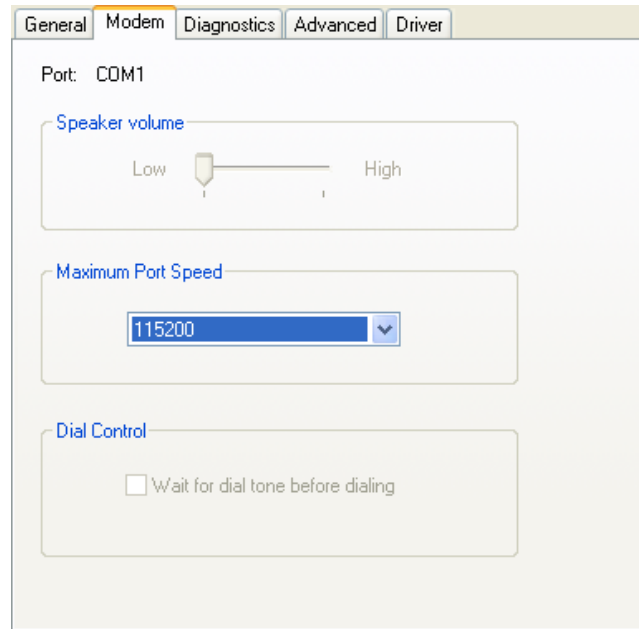 General Modem Diagnostics Advanced Driver
Port: COM1
Speaker volume
Low High
Maximum Port Speed
115200
Dial Control
Wait for dial tone before dialing